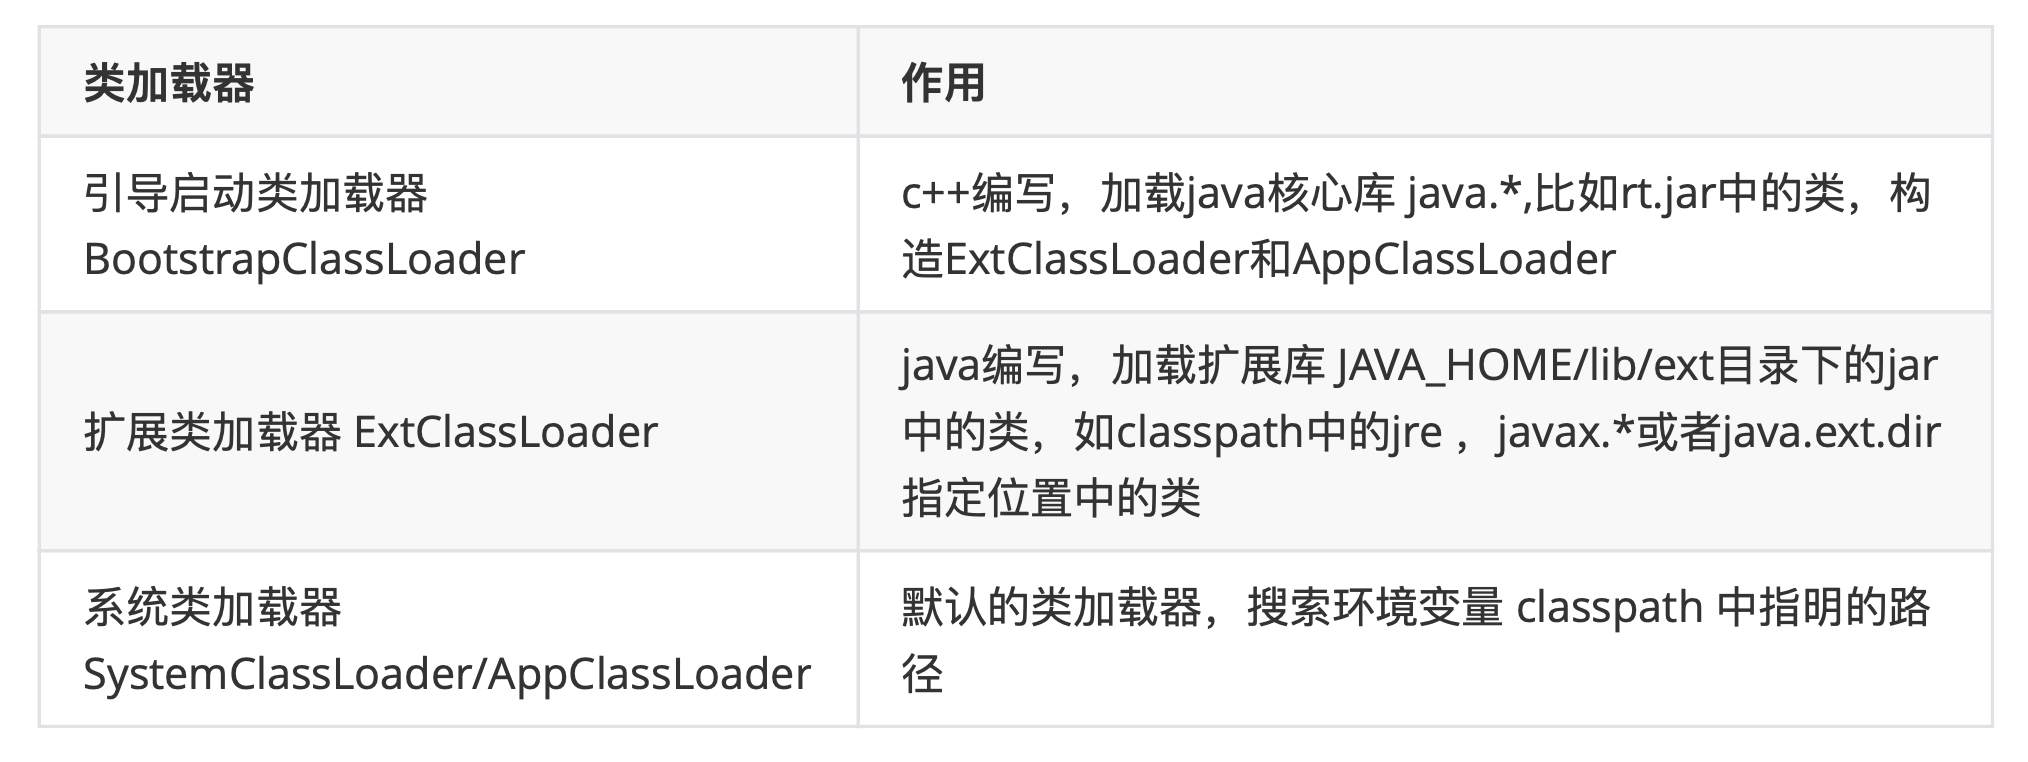 类加载器
作用
引导启动类加载器
BootstrapClassLoader
c++编写，加载java核心库 java.*,比如rt.jar中的类，构
造ExtClassLoader和AppClassLoader
扩展类加载器 ExtClassLoader
java编写，加载扩展库 JAVA_HOME/lib/ext目录下的jar
中的类，如classpath中的jre ，javax.*或者java.ext.dir
指定位置中的类
系统类加载器
SystemClassLoader/AppClassLoader
默认的类加载器，搜索环境变量 classpath 中指明的路
径